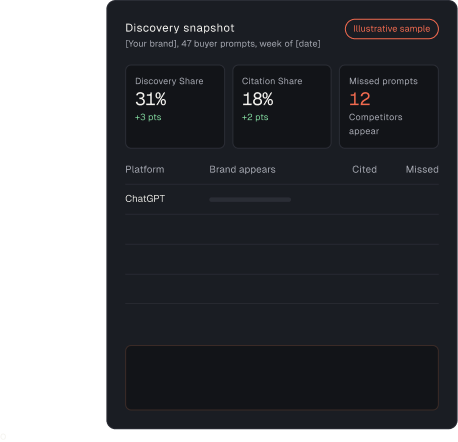 Discovery snapshot
Illustrative sample
[Your brand], 47 buyer prompts, week of [date]
Discovery Share
31%
+3 pts
Citation Share
18%
+2 pts
Missed prompts
12
Competitors
appear
Platform Brand appears Cited Missed
ChatGPT